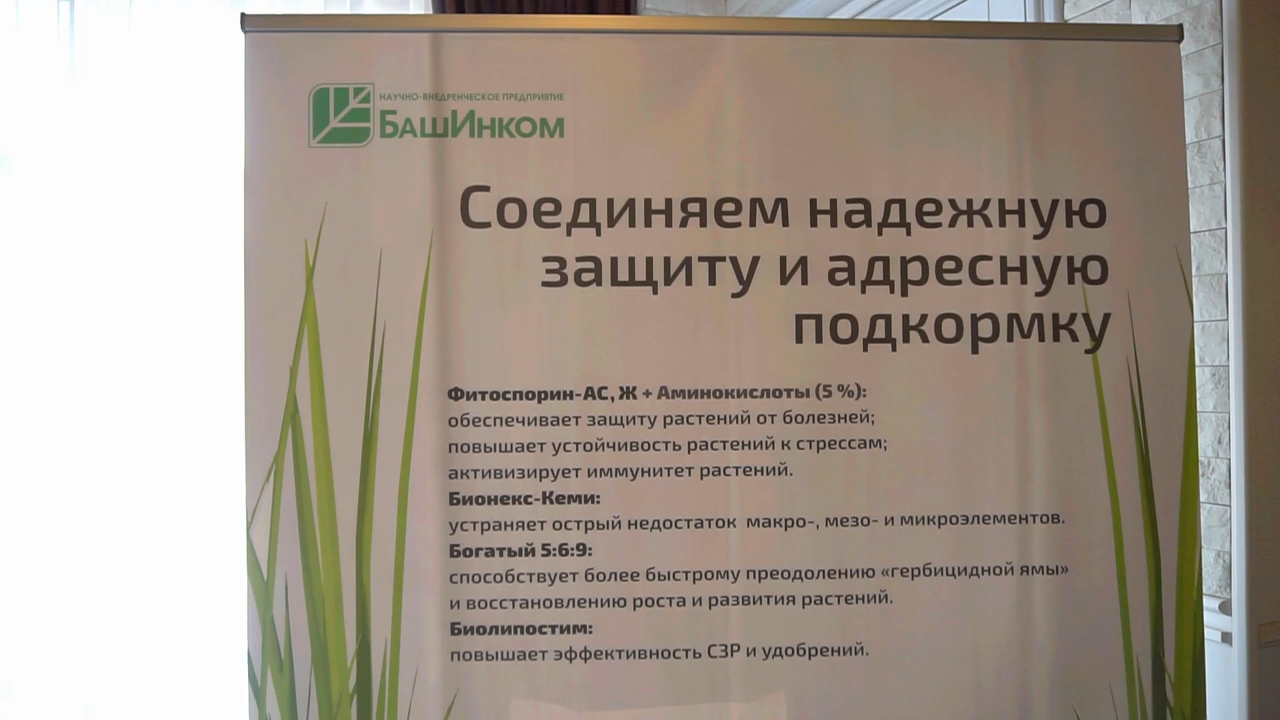 НАУЧНО-ВНЕДРЕНЧЕСКОЕ ПРЕДПРИЯТИЕ
БашИнком
Соединяем надежную
защиту и адресную
подкормку
Фитоспорин-АС, Ж + Аминокислоты (5 %):
обеспечивает защиту растений от болезней;
повышает устойчивость растений к стрессам;
активизирует иммунитет растений.
Бионекс-Кеми:
устраняет острый недостаток макро-, мезо- и микроэлементов.
Богатый 5:6:9:
способствует более быстрому преодолению «гербицидной ямы»
и восстановлению роста и развития растений.
Биолипостим:
повышает эффективность СЗР и удобрений.